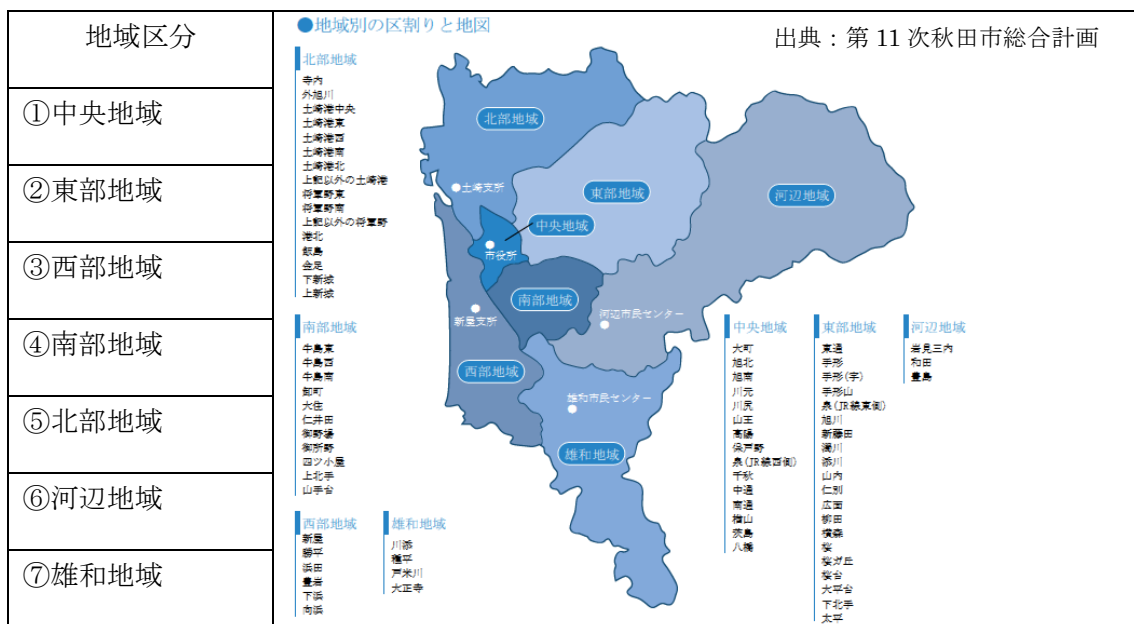 地域区分
①中央地域
②東部地域
③西部地域
④南部地域
⑤北部地域
⑥河辺地域
⑦雄和地域
●地域別の区割りと地図
出典：第 11 次秋田市総合計画
北部地域
寺内
外旭川
土崎港中央
土崎港東
土崎港西
土崎港南
土崎港北
上記以外の土崎港
将軍野東
将軍野南
上記以外の将軍野
港北
飯島
金足
下新城
上新城
南部地域
牛島東
牛島西
牛島南
卸町
大住
仁井田
御野場
御所野
四ツ小屋
上北手
山手台
西部地域
新屋
勝平
浜田
豊岩
下浜
向浜
雄和地域
川添
種平
戸米川
大正寺
北部地域
土崎支所
東部地域
河辺地域
中央地域
市役所
南部地域
新屋支所
河辺市民センター
西部地域
雄和市民センター
雄和地域
中央地域
大町
旭北
旭南
川元
川尻
山王
高陽
保戸野
泉(JR線西側)
千秋
中通
南通
楢山
茨島
八橋
東部地域
東通
手形
手形(字)
手形山
泉(JR線東側)
旭川
新藤田
濁川
添川
山内
仁別
広面
柳田
横森
桜
桜ガ丘
桜台
大平台
下北手
太平
河辺地域
岩見三内
和田
豊島